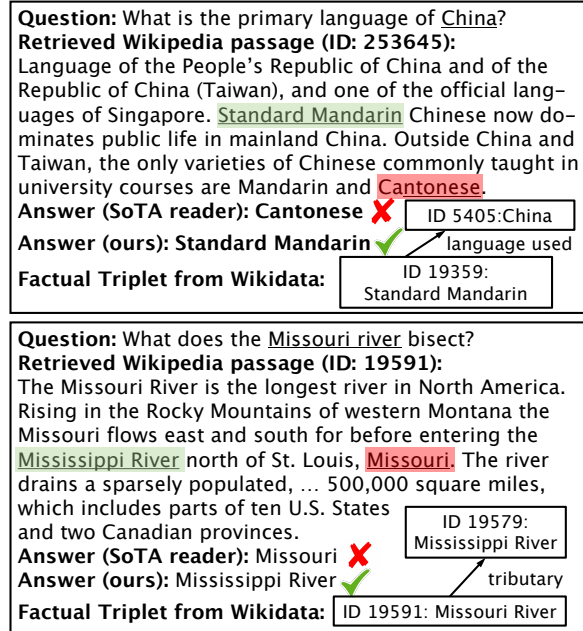 Question: What is the primary language of China?
Retrieved Wikipedia passage (ID: 253645):
Language of the People's Republic of China and of the
Republic of China (Taiwan), and one of the official lang-
uages of Singapore. Standard Mandarin Chinese now do-
minates public life in mainland China. Outside China and
Taiwan, the only varieties of Chinese commonly taught in
university courses are Mandarin and Cantonese.
Answer (SoTA reader): Cantonese
ID 5405:China
Answer (ours): Standard Mandarin
language used
Factual Triplet from Wikidata:
ID 19359:
Standard Mandarin
Question: What does the Missouri river bisect?
Retrieved Wikipedia passage (ID: 19591):
The Missouri River is the longest river in North America.
Rising in the Rocky Mountains of western Montana the
Missouri flows east and south for before entering the
Mississippi River north of St. Louis, Missouri. The river
drains a sparsely populated, ... 500,000 square miles,
which includes parts of ten U.S. States
and two Canadian provinces.
ID 19579:
Mississippi River
Answer (SoTA reader): Missouri
Answer (ours): Mississippi River
tributary
Factual Triplet from Wikidata:
ID 19591: Missouri River